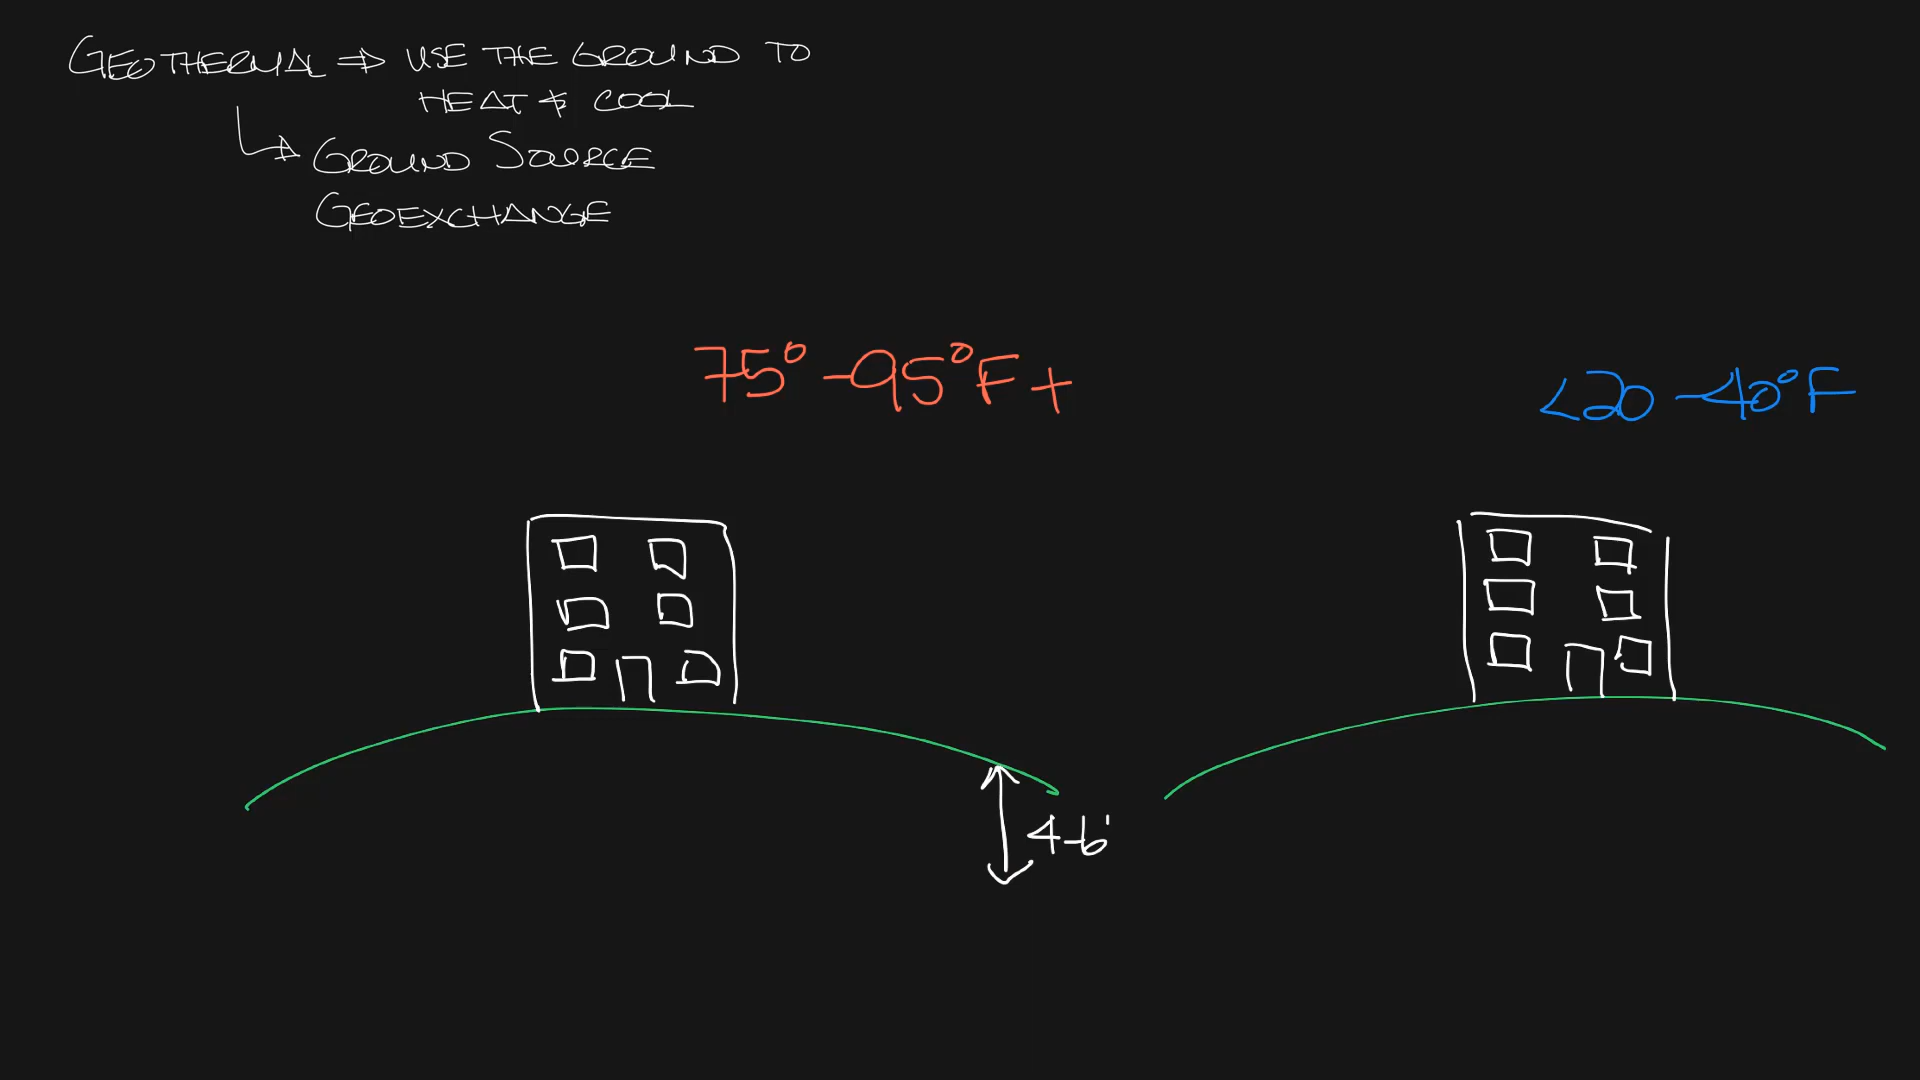 GEOTHERMAL ⇒ USE THE GROUND TO
HEAT & COOL
↳ GROUND SOURCE
GEOEXCHANGE
75° - 95°F +
<20 - 40°F
4-6'